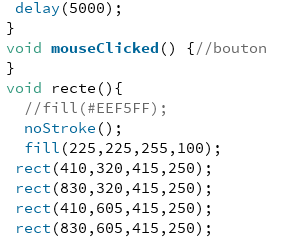 delay(5000);
}
void mouseClicked() {//bouton
}
void recte(){
//fill(#EEF5FF);
noStroke();
fill(225,225,255,100);
rect(410,320,415,250);
rect(830,320,415,250);
rect(410,605,415,250);
rect(830,605,415,250);